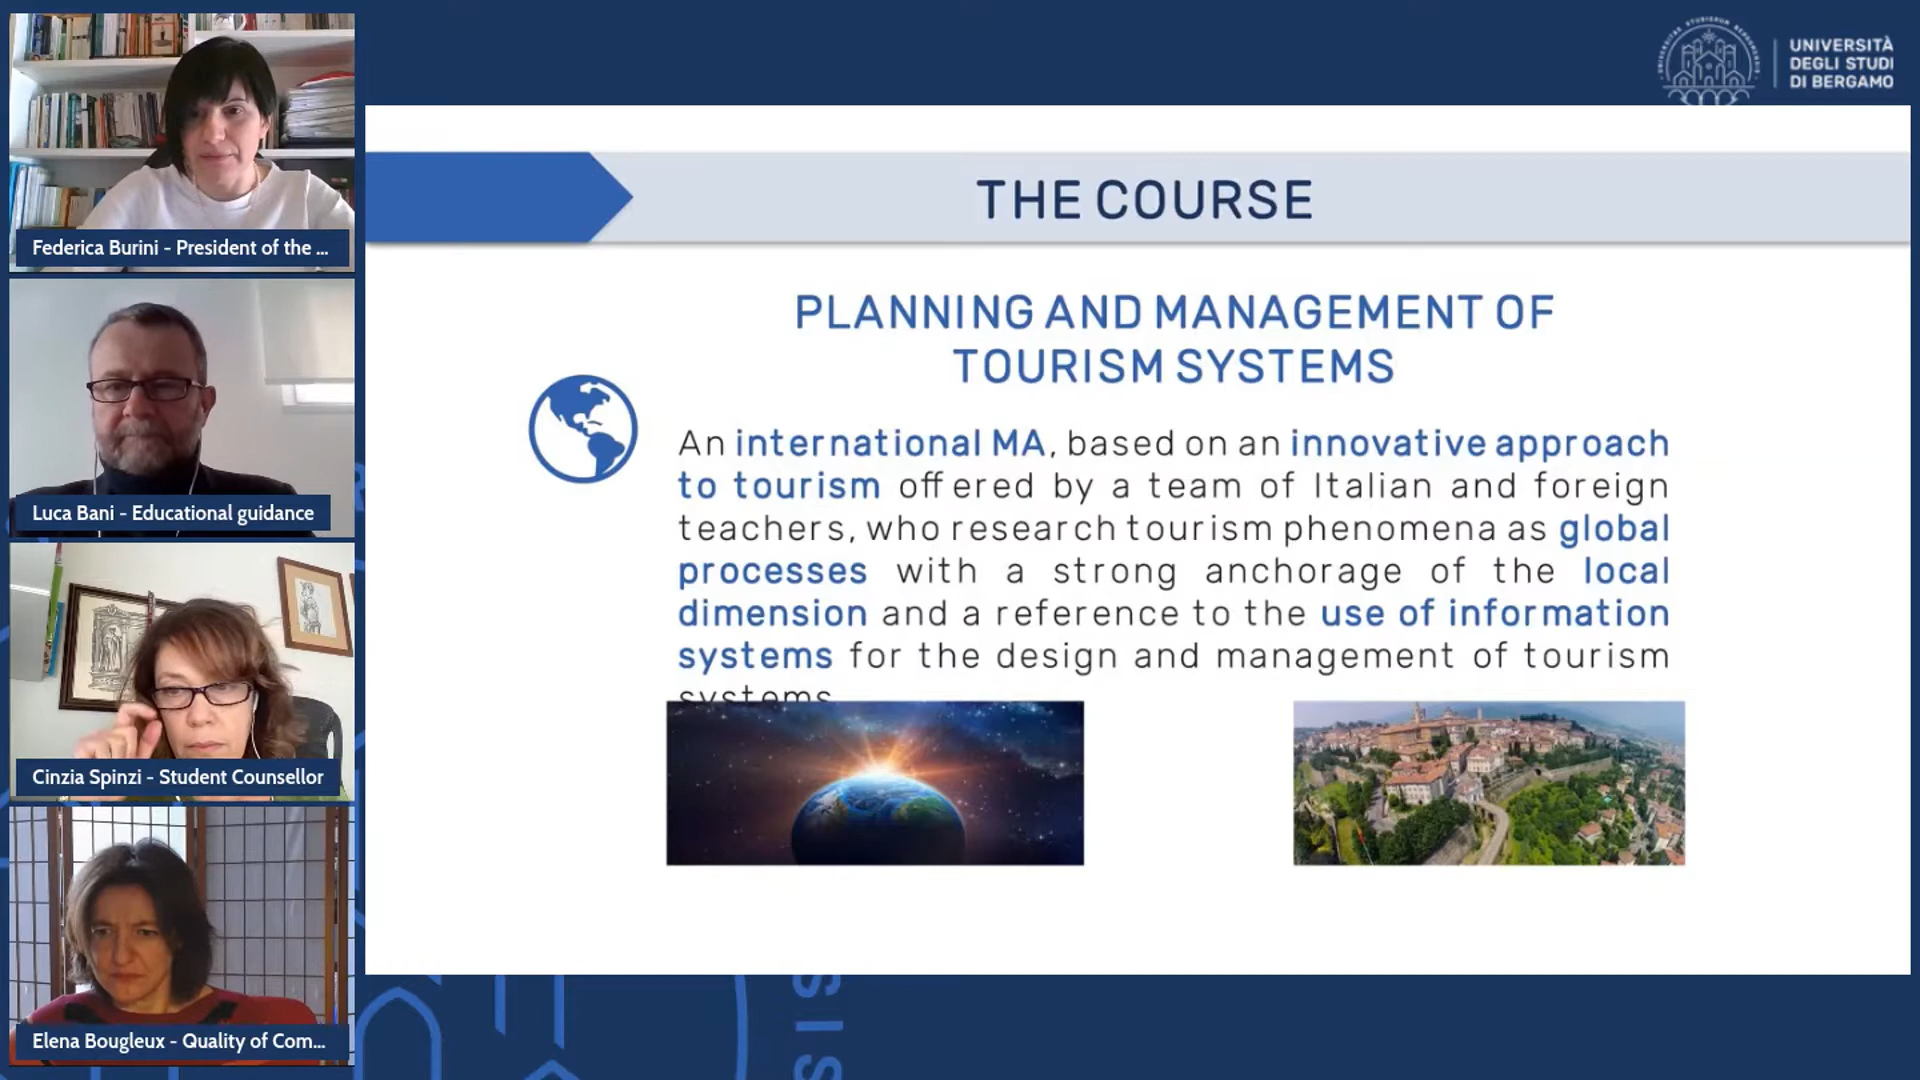 Federica Burini - President of the ...
Luca Bani - Educational guidance
Cinzia Spinzi - Student Counsellor
Elena Bougleux - Quality of Com...
UNIVERSITÀ
DEGLI STUDI
DI BERGAMO
THE COURSE
PLANNING AND MANAGEMENT OF
TOURISM SYSTEMS
An international MA, based on an innovative approach
to tourism offered by a team of Italian and foreign
teachers, who research tourism phenomena as global
processes with a strong anchorage of the local
dimension and a reference to the use of information
systems for the design and management of tourism
systems.
SIS